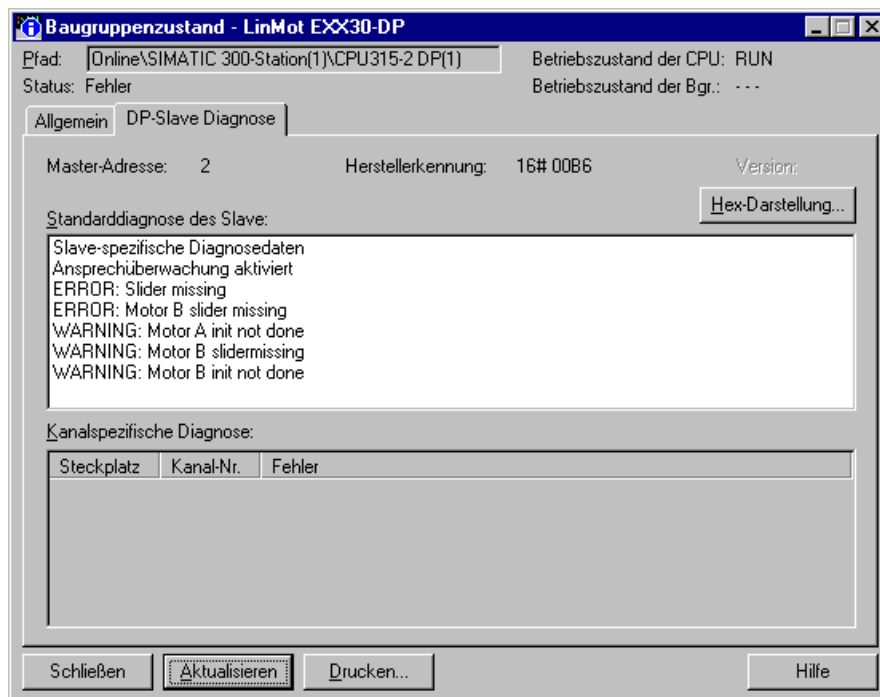 Baugruppenzustand - LinMot EXX30-DP
Pfad: Online\SIMATIC 300-Station(1)\CPU315-2 DP(1) Betriebszustand der CPU: RUN
Status: Fehler Betriebszustand der Bgr.: - - -
Allgemein DP-Slave Diagnose
Master-Adresse: 2 Herstellerkennung: 16# 00B6 Version:
Hex-Darstellung...
Standarddiagnose des Slave:
Slave-spezifische Diagnosedaten
Ansprechüberwachung aktiviert
ERROR: Slider missing
ERROR: Motor B slider missing
WARNING: Motor A init not done
WARNING: Motor B slidermissing
WARNING: Motor B init not done
Kanalspezifische Diagnose:
Steckplatz Kanal-Nr. Fehler
Schließen Aktualisieren Drucken... Hilfe